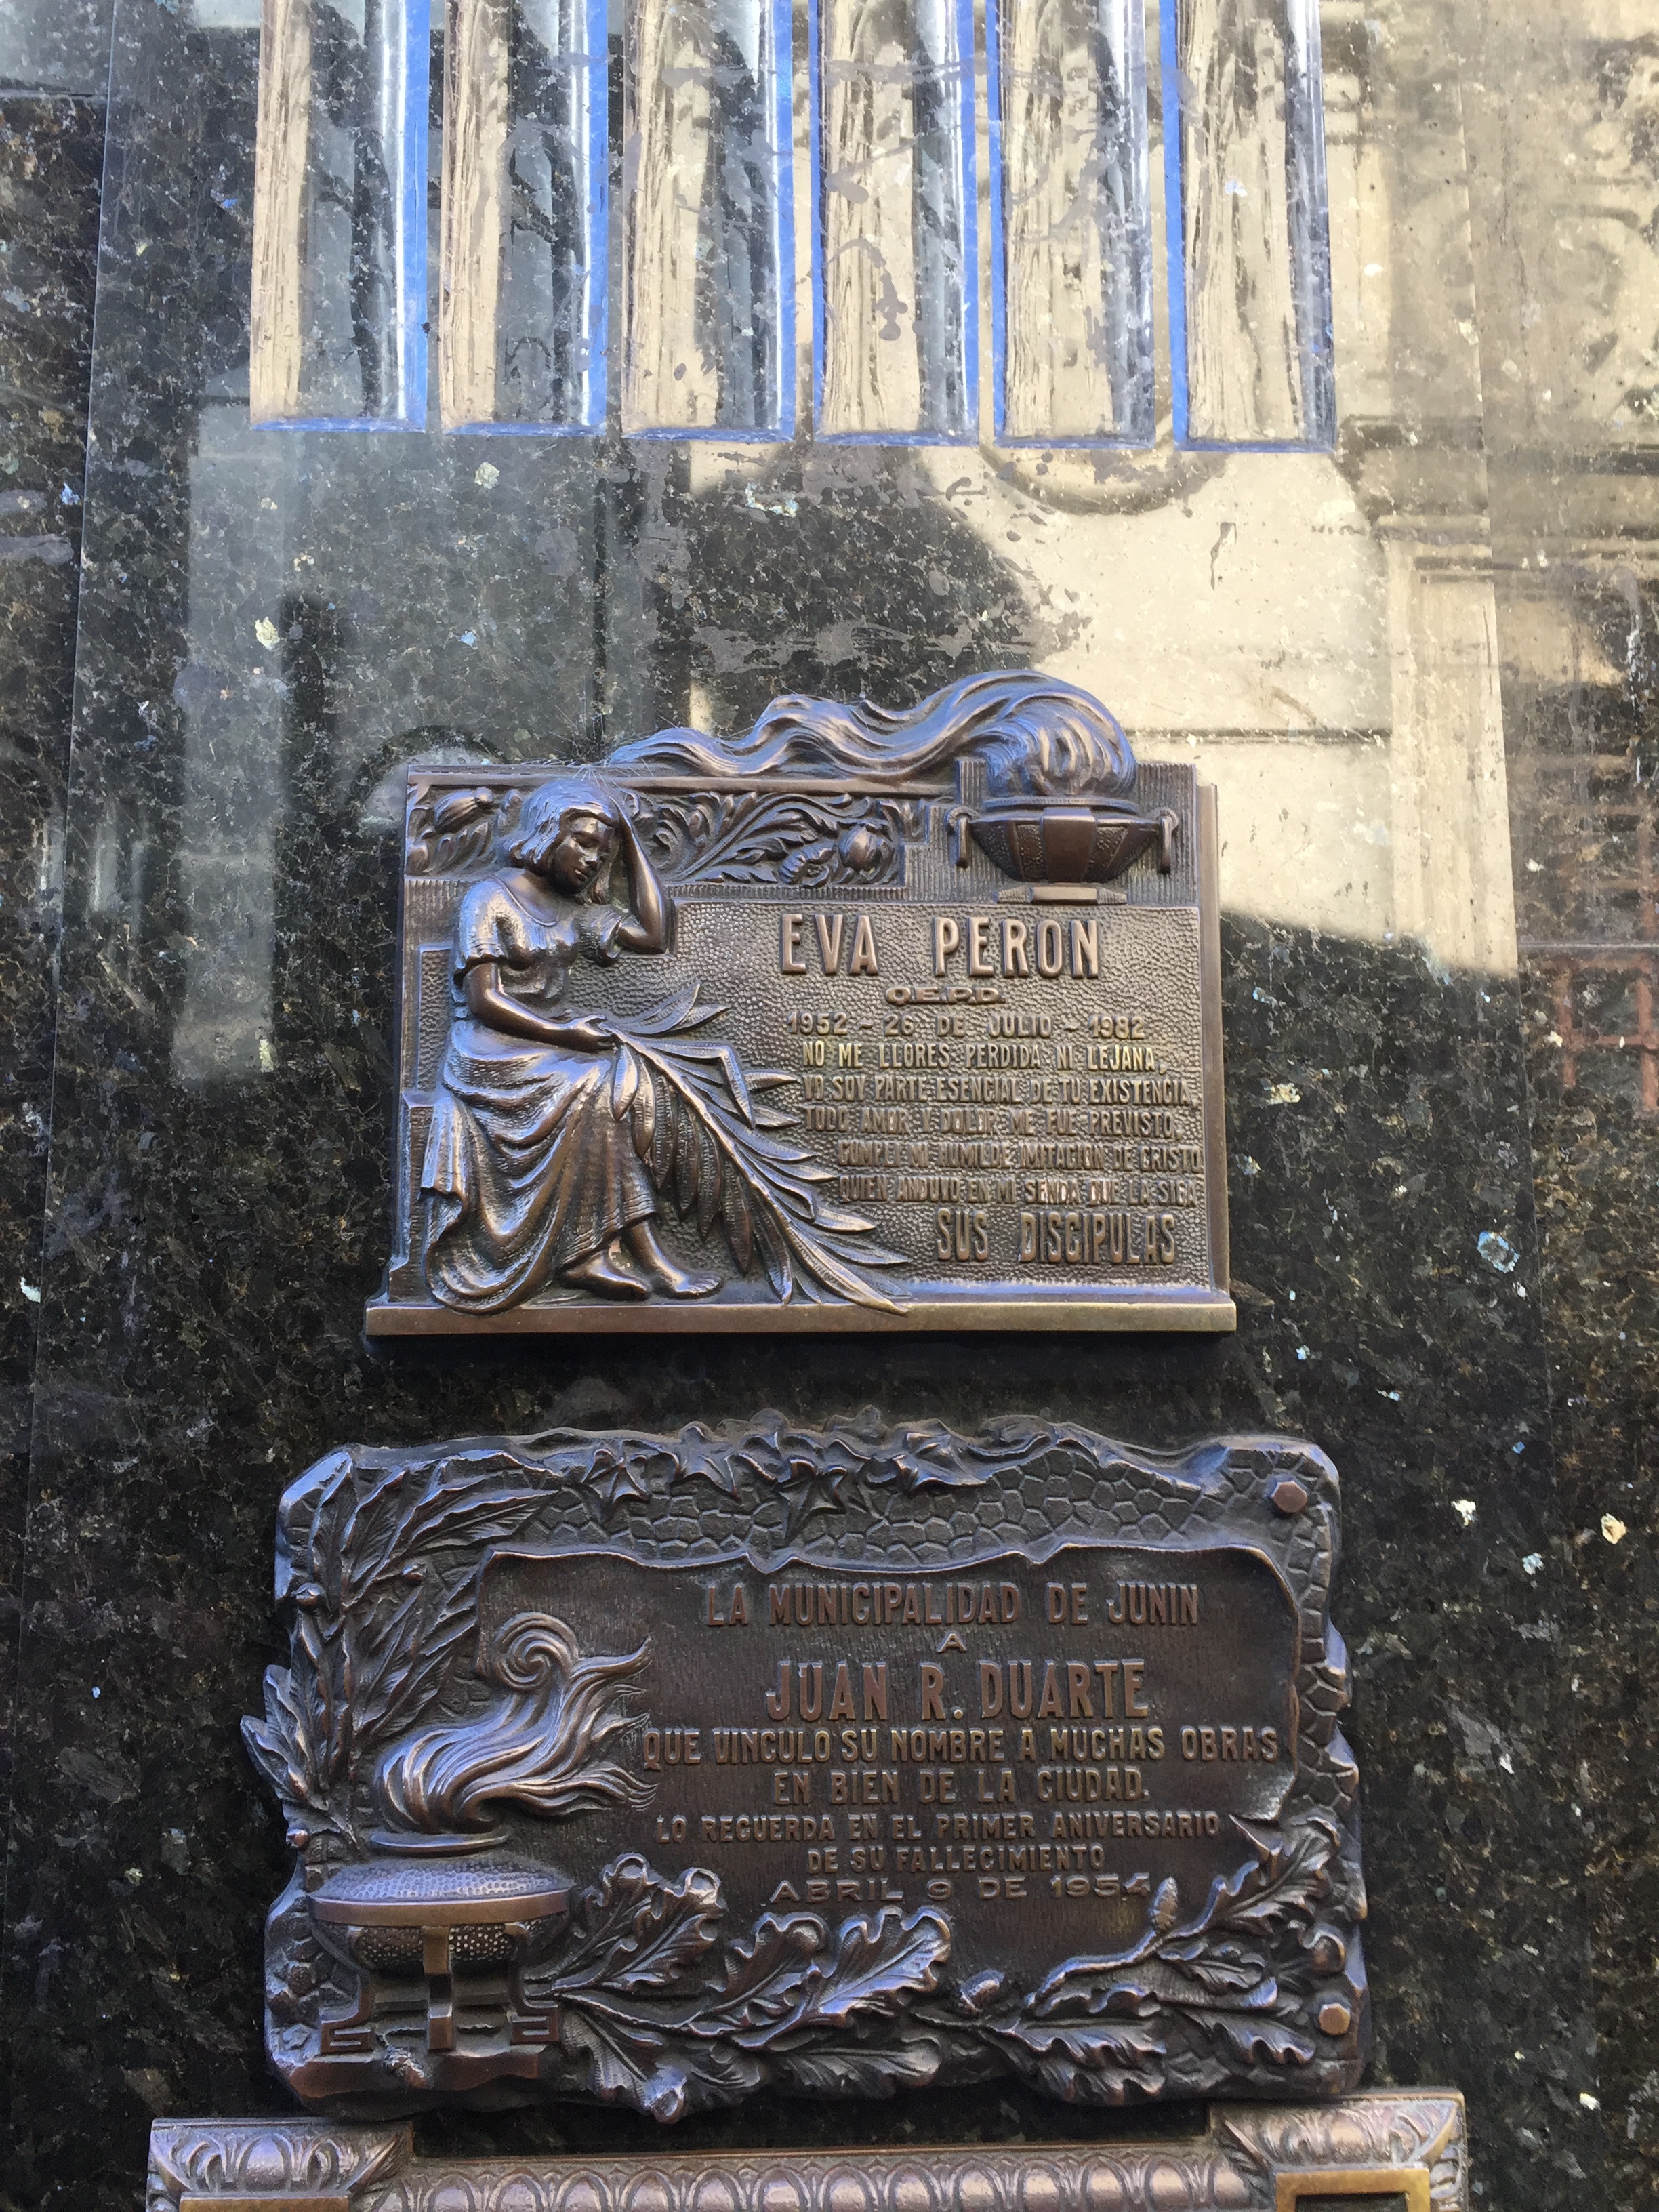 EVA PERON
Q.E.P.D.
1952 - 26 DE JULIO - 1982
NO ME LLORES PERDIDA NI LEJANA,
YO SOY PARTE ESENCIAL DE TU EXISTENCIA
TODO AMOR Y DOLOR ME FUE PREVISTO,
CUMPLI MI HUMILDE IMITACION DE CRISTO
QUIEN ANDUVO EN MI SENDA QUE LA SIGA
SUS DISCIPULAS
LA MUNICIPALIDAD DE JUNIN
A
JUAN R. DUARTE
QUE VINCULO SU NOMBRE A MUCHAS OBRAS
EN BIEN DE LA CIUDAD.
LO RECUERDA EN EL PRIMER ANIVERSARIO
DE SU FALLECIMIENTO
ABRIL 9 DE 1954